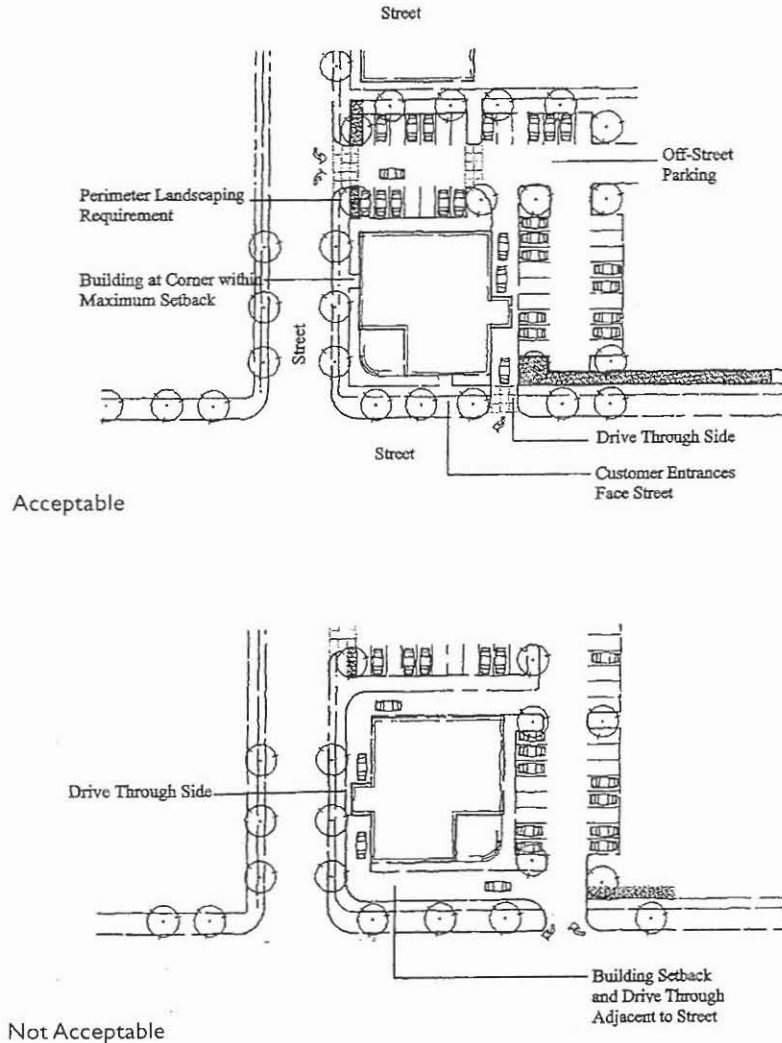 Street
Off-Street
Parking
Perimeter Landscaping
Requirement
Building at Corner within
Maximum Setback
Street
Street
Drive Through Side
Customer Entrances
Face Street
Acceptable
Drive Through Side
Building Setback
and Drive Through
Adjacent to Street
Not Acceptable